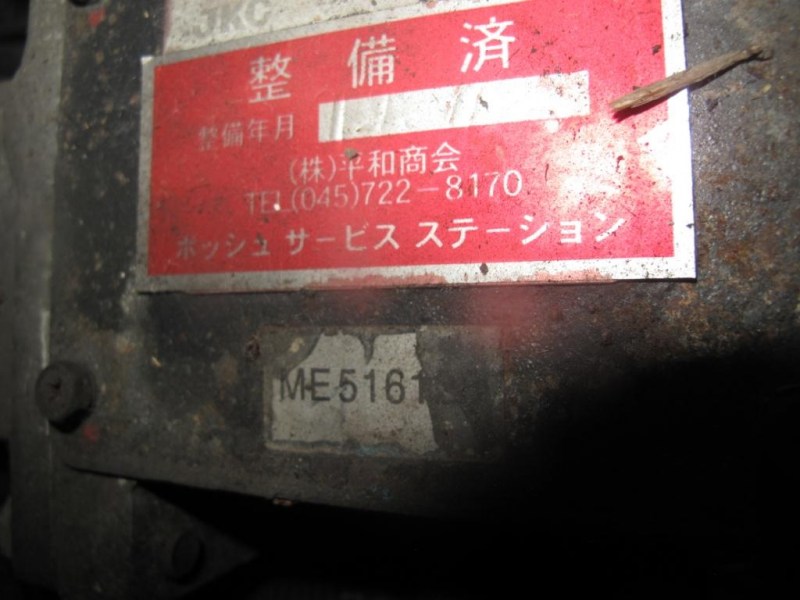 JKC
整備済
整備年月
(株)平和商会
TEL(045)722-8170
ボッシュ サービス ステーション
ME5161